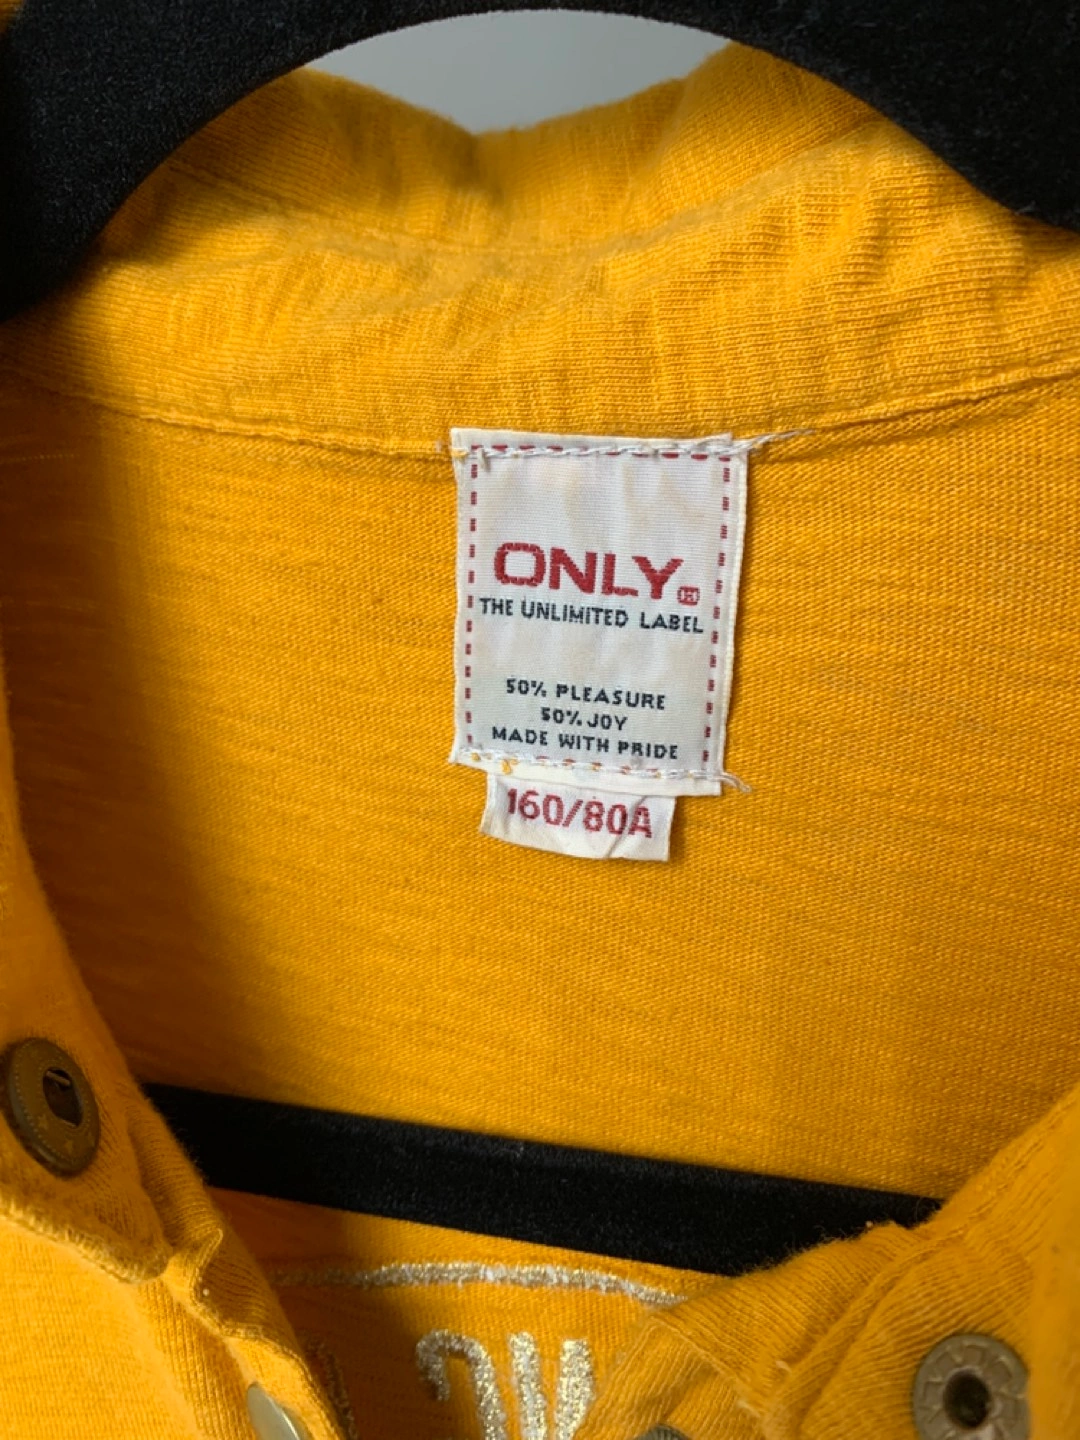 ONLY
THE UNLIMITED LABEL
50% PLEASURE
50% JOY
MADE WITH PRIDE
160/80A